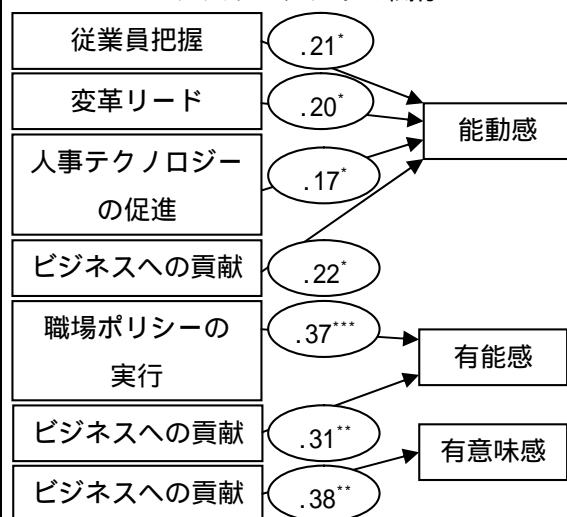 従業員把握
.21*
変革リード
.20*
能動感
人事テクノロジー
の促進
.17*
ビジネスへの貢献
.22*
職場ポリシーの
実行
.37***
有能感
ビジネスへの貢献
.31**
有意味感
ビジネスへの貢献
.38**